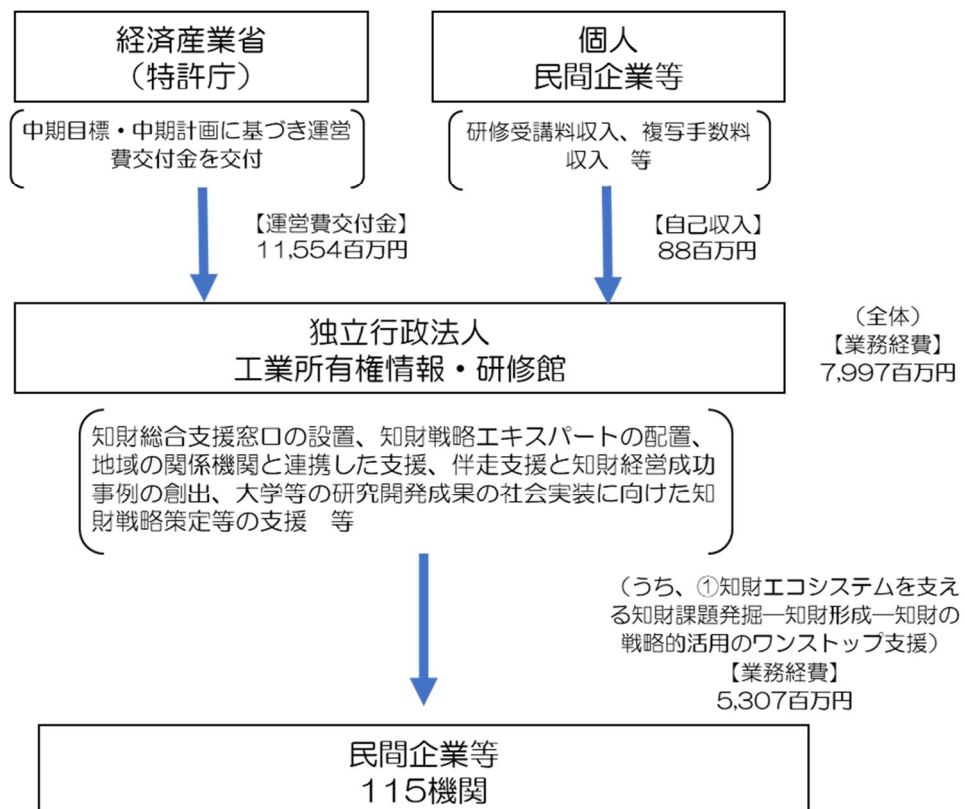 経済産業省
（特許庁）
個人
民間企業等
中期目標・中期計画に基づき運営
費交付金を交付
研修受講料収入、複写手数料
収入　等
【運営費交付金】
11,554百万円
【自己収入】
88百万円
独立行政法人
工業所有権情報・研修館
（全体）
【業務経費】
7,997百万円
知財総合支援窓口の設置、知財戦略エキスパートの配置、
地域の関係機関と連携した支援、伴走支援と知財経営成功
事例の創出、大学等の研究開発成果の社会実装に向けた知
財戦略策定等の支援　等
（うち、①知財エコシステムを支え
る知財課題発掘―知財形成―知財の
戦略的活用のワンストップ支援）
【業務経費】
5,307百万円
民間企業等
115機関